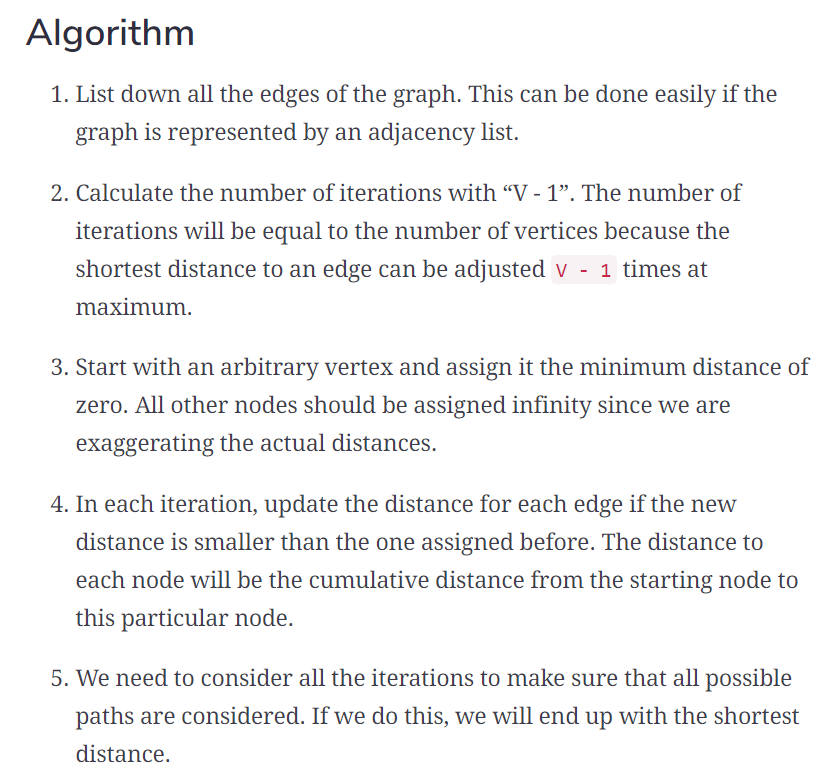 Algorithm
1. List down all the edges of the graph. This can be done easily if the
graph is represented by an adjacency list.
2. Calculate the number of iterations with “V - 1”. The number of
iterations will be equal to the number of vertices because the
shortest distance to an edge can be adjusted V - 1 times at
maximum.
3. Start with an arbitrary vertex and assign it the minimum distance of
zero. All other nodes should be assigned infinity since we are
exaggerating the actual distances.
4. In each iteration, update the distance for each edge if the new
distance is smaller than the one assigned before. The distance to
each node will be the cumulative distance from the starting node to
this particular node.
5. We need to consider all the iterations to make sure that all possible
paths are considered. If we do this, we will end up with the shortest
distance.